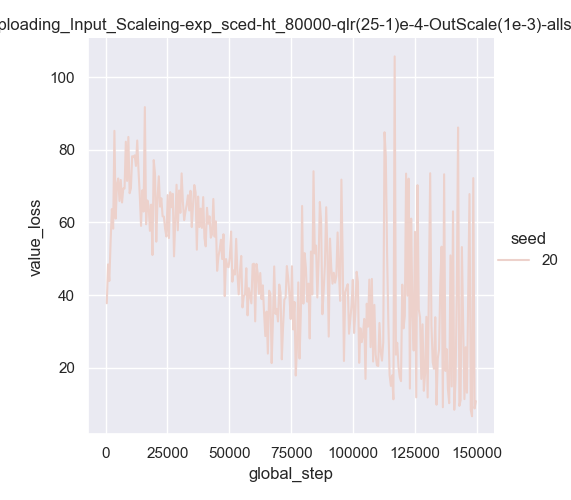 ploading_Input_Scaleing-exp_sced-ht_80000-qlr(25-1)e-4-OutScale(1e-3)-alls
100
80
60
40
20
value_loss
0 25000 50000 75000 100000 125000 150000
global_step
seed
20